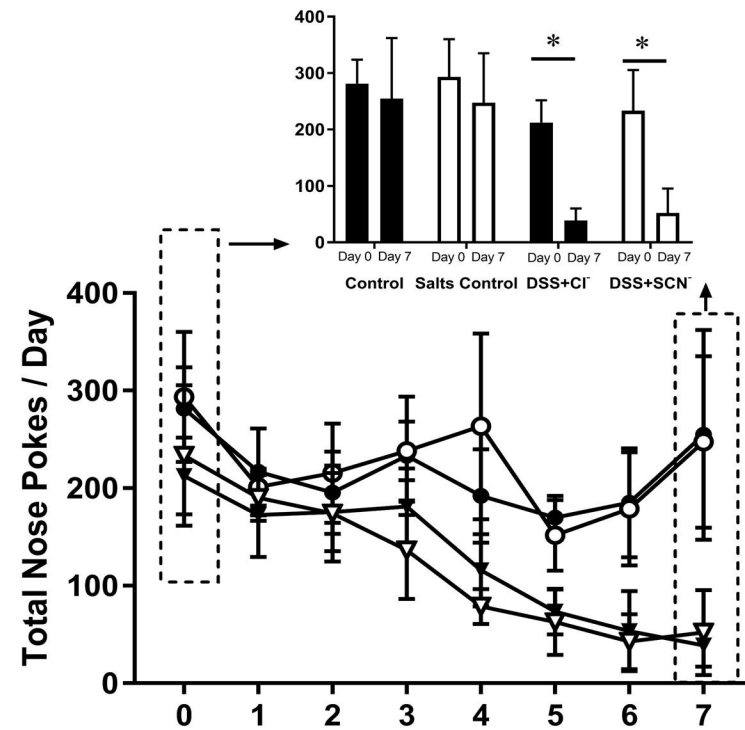 400
300
200
100
0
* *
Day 0 Day 7 Day 0 Day 7 Day 0 Day 7 Day 0 Day 7
Control Salts Control DSS+Cl⁻ DSS+SCN⁻
Total Nose Pokes / Day
400
300
200
100
0
0 1 2 3 4 5 6 7